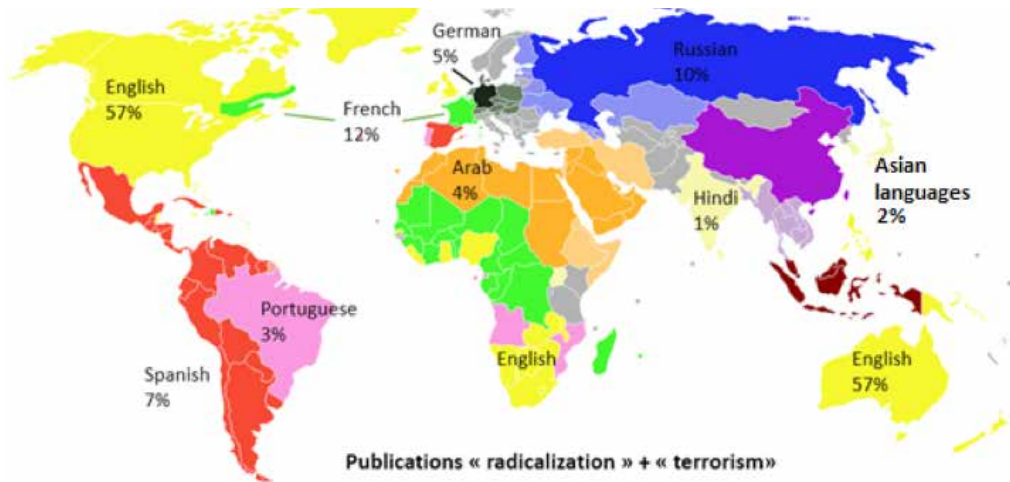 German
5%
English
57%
French
12%
Russian
10%
Arab
4%
Hindi
1%
Asian
languages
2%
Portuguese
3%
Spanish
7%
English
English
57%
Publications « radicalization » + « terrorism»